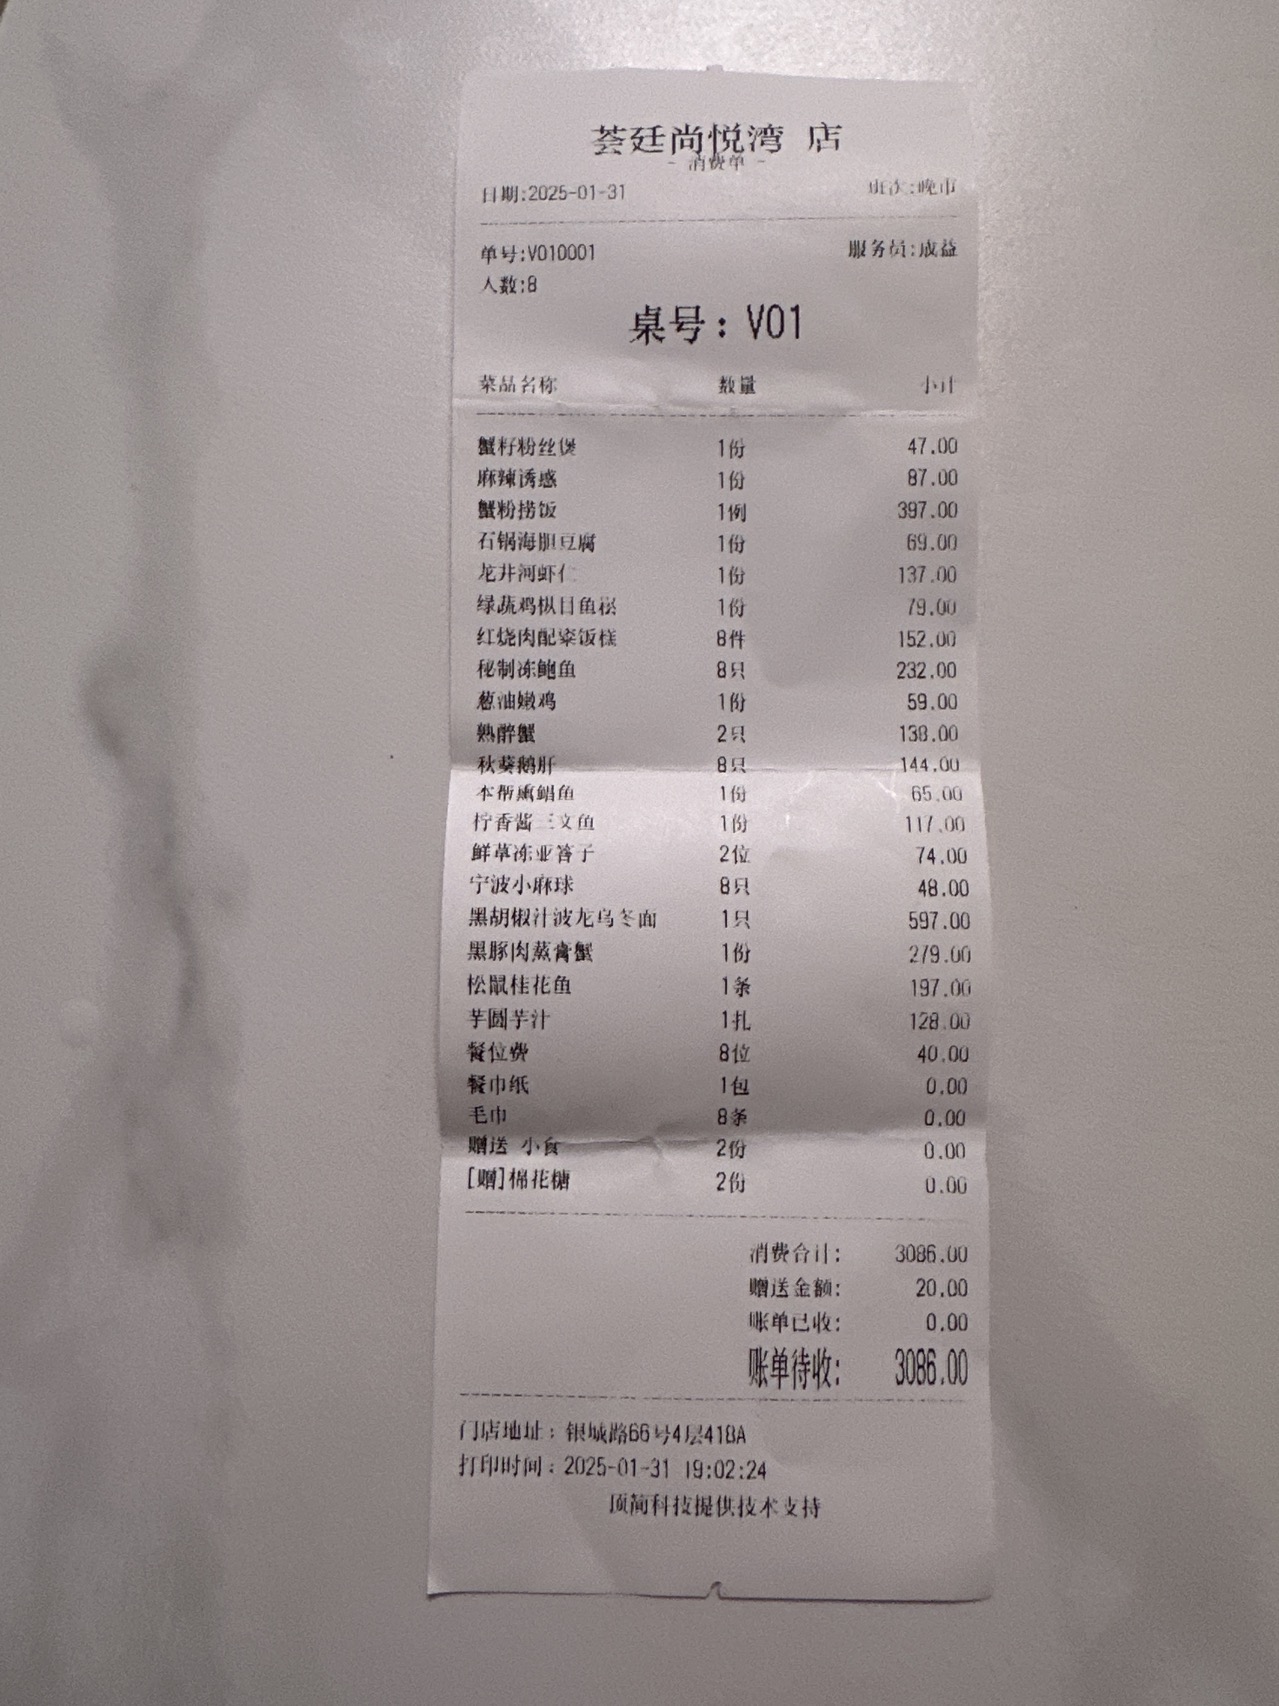 荟廷尚悦湾 店
- 消费单 -
日期:2025-01-31 班次:晚市
单号:V010001 服务员:成益
人数:8
桌号：V01
菜品名称 数量 小计
蟹籽粉丝煲 1份 47.00
麻辣诱惑 1份 87.00
蟹粉捞饭 1例 397.00
石锅海胆豆腐 1份 69.00
龙井河虾仁 1份 137.00
绿蔬鸡枞目鱼松 1份 79.00
红烧肉配粢饭糕 8件 152.00
秘制冻鲍鱼 8只 232.00
葱油嫩鸡 1份 59.00
熟醉蟹 2只 138.00
秋葵鹅肝 8只 144.00
本帮熏鲳鱼 1份 65.00
柠香酱三文鱼 1份 117.00
鲜草冻亚答子 2位 74.00
宁波小麻球 8只 48.00
黑胡椒汁波龙乌冬面 1只 597.00
黑豚肉蒸膏蟹 1份 279.00
松鼠桂花鱼 1条 197.00
芋圆芋汁 1扎 128.00
餐位费 8位 40.00
餐巾纸 1包 0.00
毛巾 8条 0.00
赠送 小食 2份 0.00
[赠]棉花糖 2份 0.00
消费合计: 3086.00
赠送金额: 20.00
账单已收: 0.00
账单待收: 3086.00
门店地址：银城路66号4层418A
打印时间：2025-01-31 19:02:24
顶简科技提供技术支持